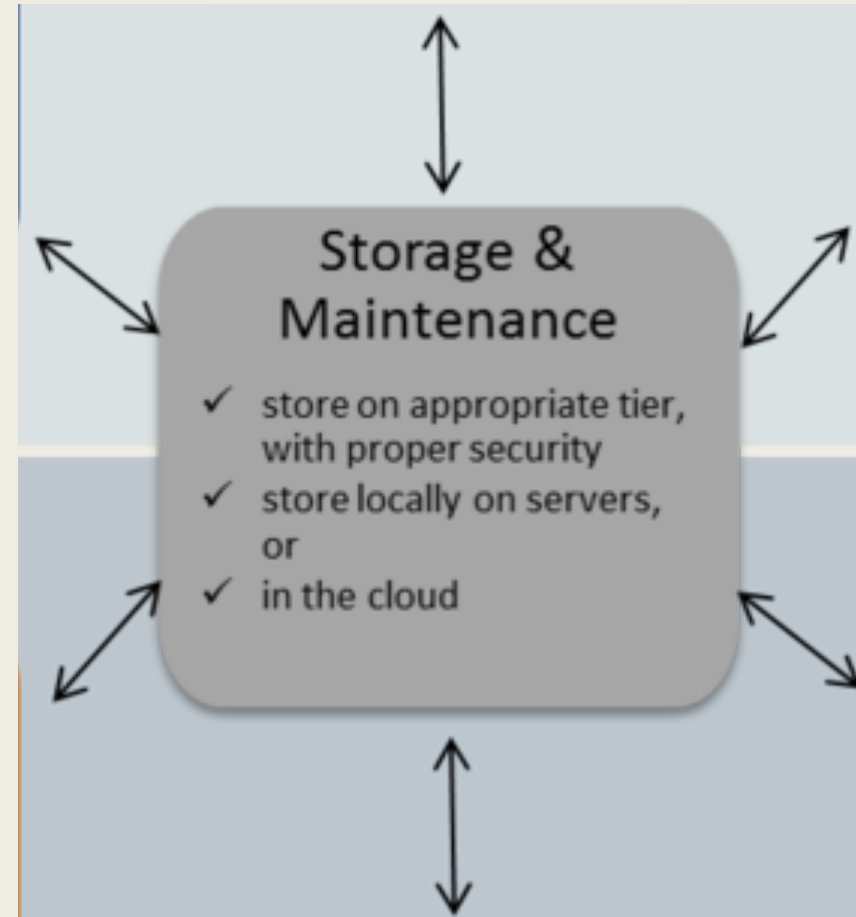 Storage &
Maintenance
✓ store on appropriate tier,
with proper security
✓ store locally on servers,
or
✓ in the cloud